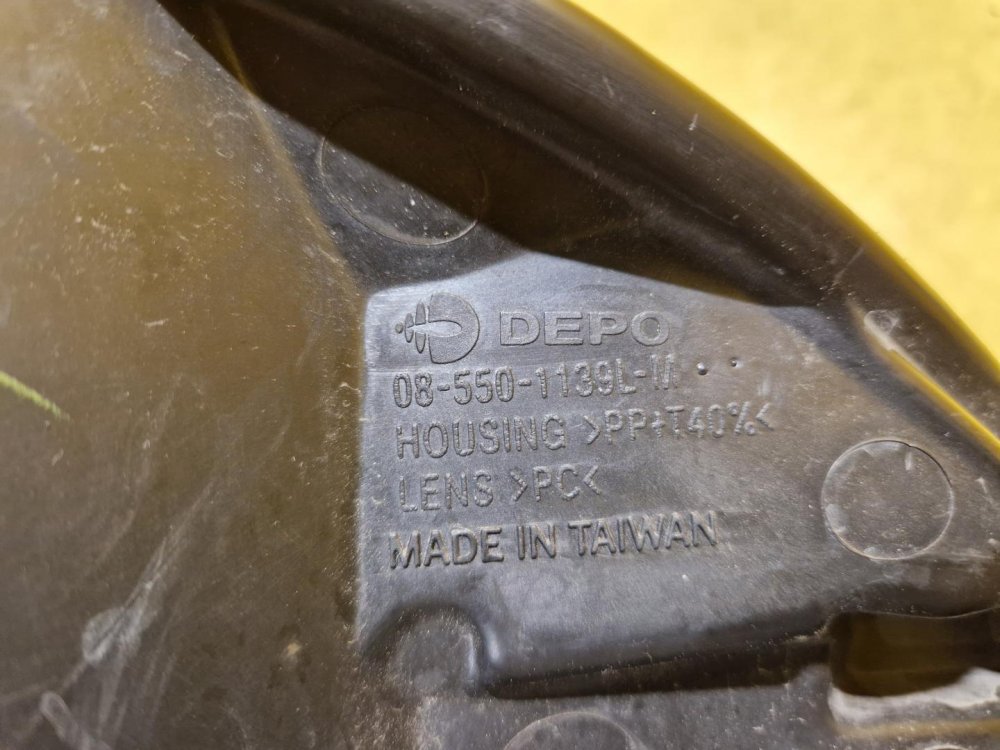 DEPO
08-550-1139L-M
HOUSING >PP+T40%<
LENS >PC<
MADE IN TAIWAN